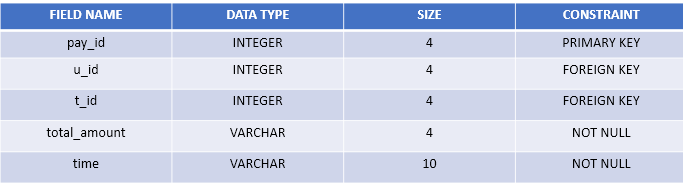 FIELD NAME DATA TYPE SIZE CONSTRAINT
pay_id INTEGER 4 PRIMARY KEY
u_id INTEGER 4 FOREIGN KEY
t_id INTEGER 4 FOREIGN KEY
total_amount VARCHAR 4 NOT NULL
time VARCHAR 10 NOT NULL